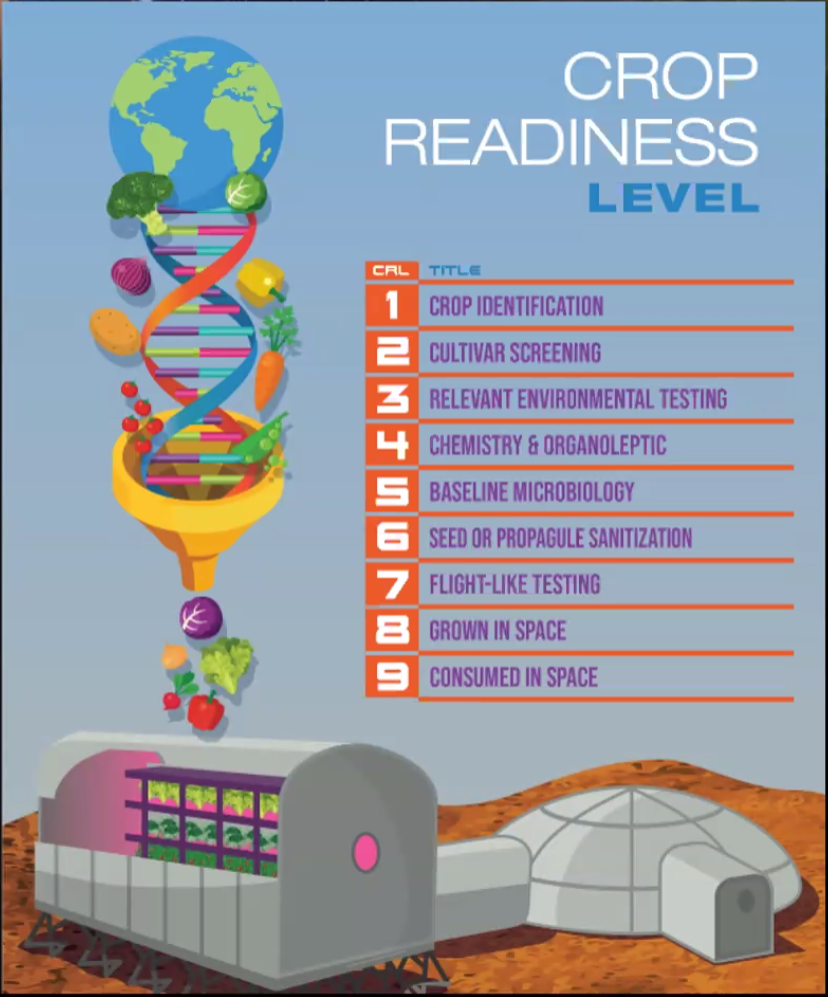 CROP
READINESS
LEVEL
CRL TITLE
1 CROP IDENTIFICATION
2 CULTIVAR SCREENING
3 RELEVANT ENVIRONMENTAL TESTING
4 CHEMISTRY & ORGANOLEPTIC
5 BASELINE MICROBIOLOGY
6 SEED OR PROPAGULE SANITIZATION
7 FLIGHT-LIKE TESTING
8 GROWN IN SPACE
9 CONSUMED IN SPACE